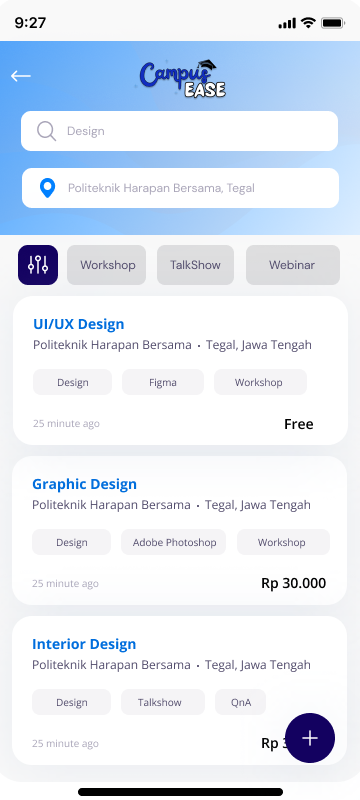 9:27
Campus
EASE
Design
Politeknik Harapan Bersama, Tegal
Workshop
TalkShow
Webinar
UI/UX Design
Politeknik Harapan Bersama • Tegal, Jawa Tengah
Design
Figma
Workshop
25 minute ago
Free
Graphic Design
Politeknik Harapan Bersama • Tegal, Jawa Tengah
Design
Adobe Photoshop
Workshop
25 minute ago
Rp 30.000
Interior Design
Politeknik Harapan Bersama • Tegal, Jawa Tengah
Design
Talkshow
QnA
25 minute ago
Rp